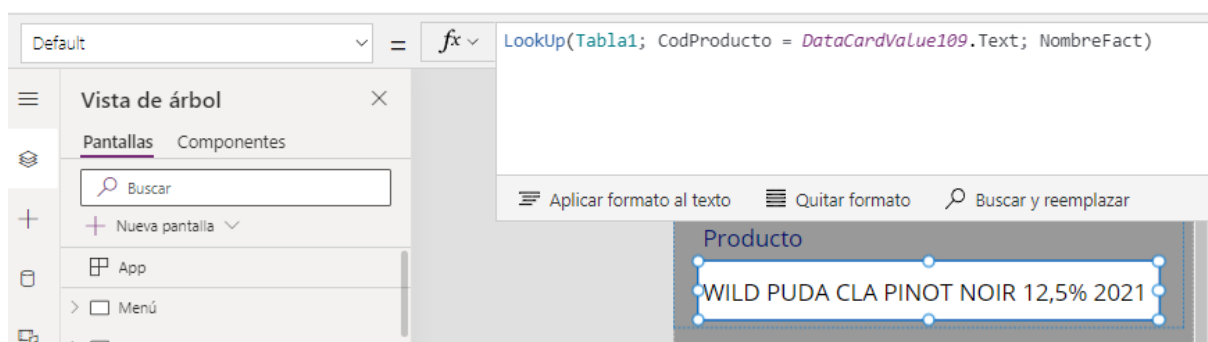 Default
=
fx
LookUp(Tabla1; CodProducto = DataCardValue109.Text; NombreFact)
Vista de árbol
Pantallas Componentes
Buscar
Nueva pantalla
App
Menú
Aplicar formato al texto Quitar formato Buscar y reemplazar
Producto
WILD PUDA CLA PINOT NOIR 12,5% 2021